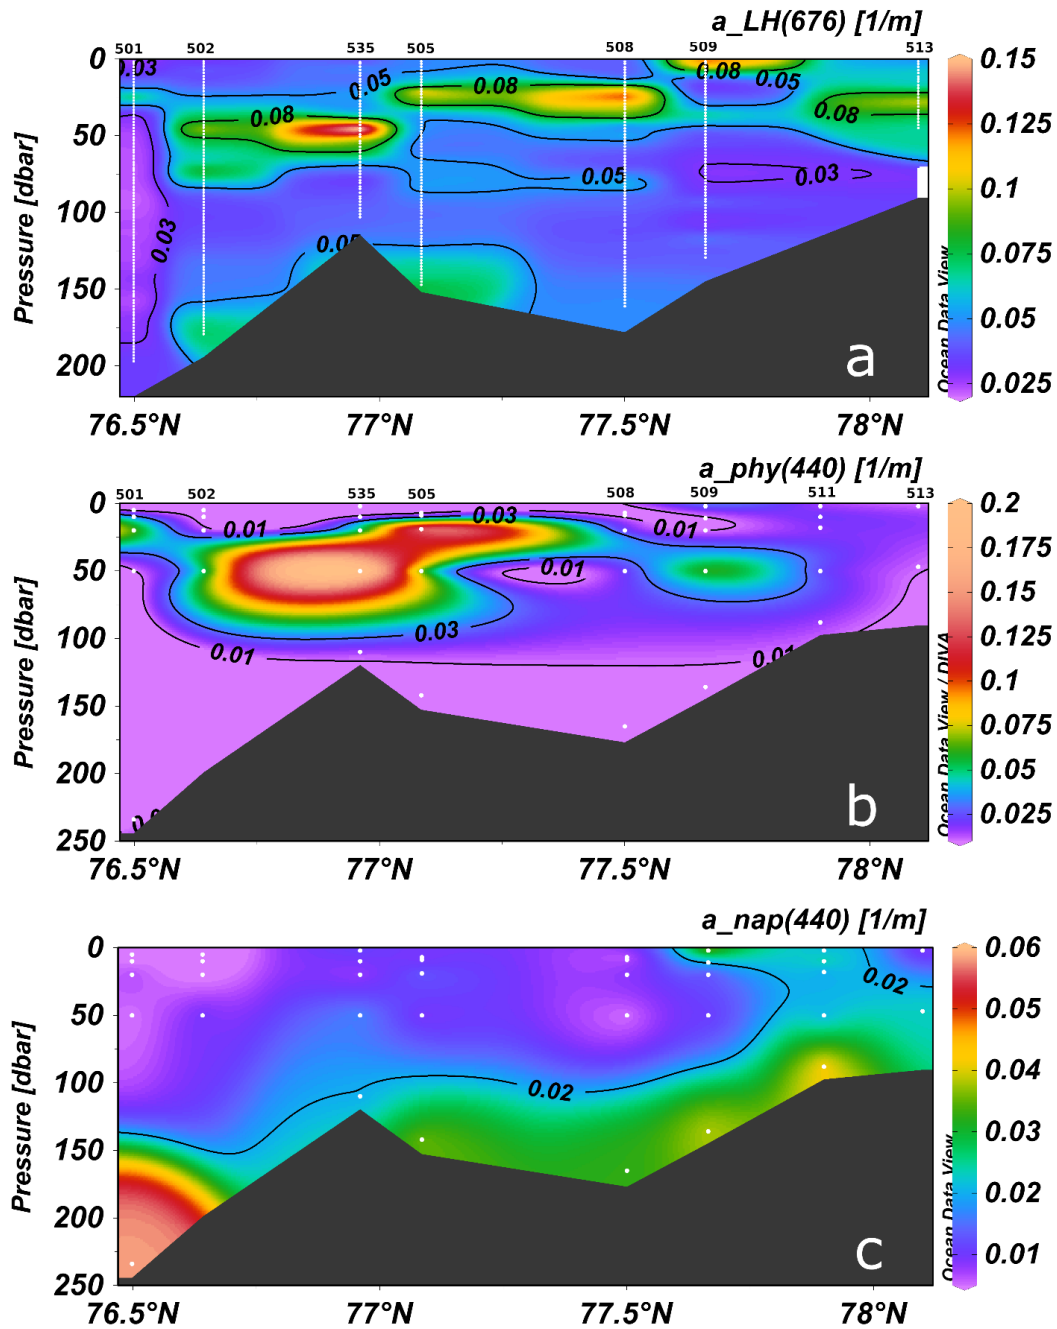 a_LH(676) [1/m]
501 502 535 505 508 509 513
0 50 100 150 200
Pressure [dbar]
0.03 0.05 0.08 0.08 0.08 0.05 0.08
0.03 0.05 0.03
a
0.15 0.125 0.1 0.075 0.05 0.025
Ocean Data View
76.5°N 77°N 77.5°N 78°N
a_phy(440) [1/m]
501 502 535 505 508 509 511 513
0 50 100 150 200 250
Pressure [dbar]
0.01 0.03 0.01
0.01
0.03
0.01 0.01
b
0.2 0.175 0.15 0.125 0.1 0.075 0.05 0.025
Ocean Data View / DIVA
76.5°N 77°N 77.5°N 78°N
a_nap(440) [1/m]
0 50 100 150 200 250
Pressure [dbar]
0.02
0.02
c
0.06 0.05 0.04 0.03 0.02 0.01
Ocean Data View
76.5°N 77°N 77.5°N 78°N